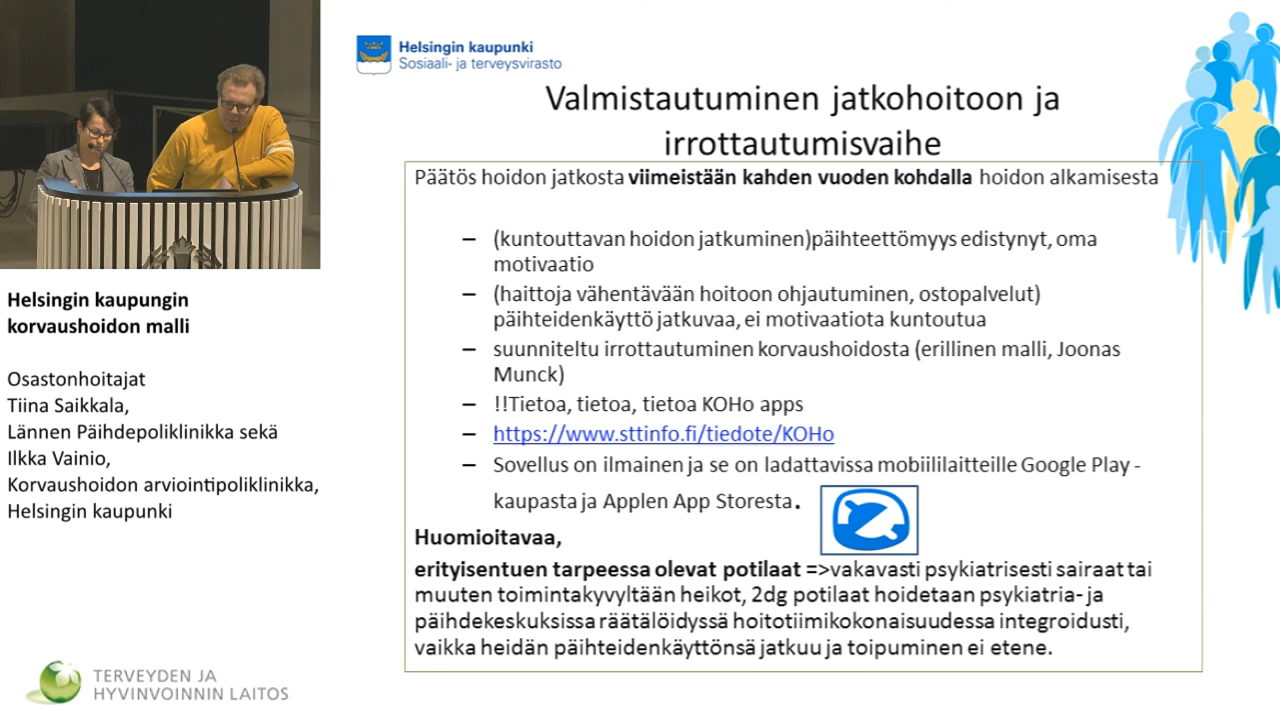 Helsingin kaupunki
Sosiaali- ja terveysvirasto
Valmistautuminen jatkohoitoon ja
irrottautumisvaihe
Päätös hoidon jatkosta viimeistään kahden vuoden kohdalla hoidon alkamisesta
– (kuntouttavan hoidon jatkuminen)päihteettömyys edistynyt, oma
motivaatio
– (haittoja vähentävään hoitoon ohjautuminen, ostopalvelut)
päihteidenkäyttö jatkuvaa, ei motivaatiota kuntoutua
– suunniteltu irrottautuminen korvaushoidosta (erillinen malli, Joonas
Munck)
– !!Tietoa, tietoa, tietoa KOHo apps
– https://www.sttinfo.fi/tiedote/KOHo
– Sovellus on ilmainen ja se on ladattavissa mobiililaitteille Google Play -
kaupasta ja Applen App Storesta.
Huomioitavaa,
erityisentuen tarpeessa olevat potilaat =>vakavasti psykiatrisesti sairaat tai
muuten toimintakyvyltään heikot, 2dg potilaat hoidetaan psykiatria- ja
päihdekeskuksissa räätälöidyssä hoitotiimikokonaisuudessa integroidusti,
vaikka heidän päihteidenkäyttönsä jatkuu ja toipuminen ei etene.
Helsingin kaupungin
korvaushoidon malli
Osastonhoitajat
Tiina Saikkala,
Lännen Päihdepoliklinikka sekä
Ilkka Vainio,
Korvaushoidon arviointipoliklinikka,
Helsingin kaupunki
TERVEYDEN JA
HYVINVOINNIN LAITOS